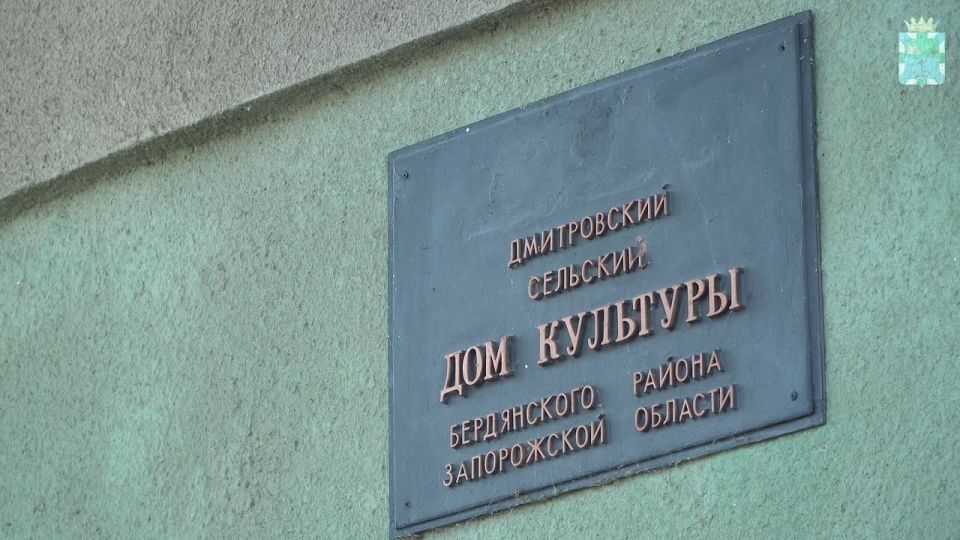 ДМИТРОВСКИЙ
СЕЛЬСКИЙ
ДОМ КУЛЬТУРЫ
БЕРДЯНСКОГО РАЙОНА
ЗАПОРОЖСКОЙ ОБЛАСТИ